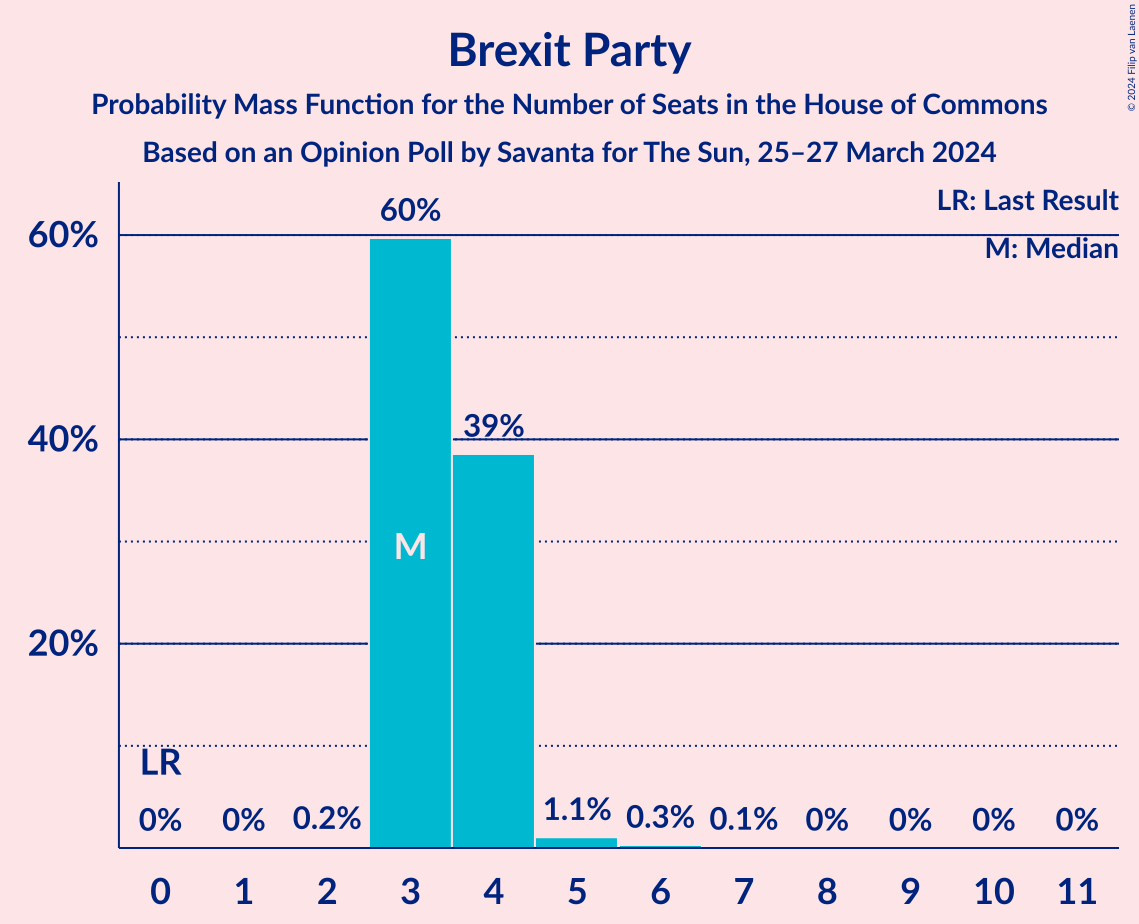 Brexit Party
Probability Mass Function for the Number of Seats in the House of Commons
Based on an Opinion Poll by Savanta for The Sun, 25–27 March 2024
© 2024 Filip van Laenen
LR: Last Result
M: Median
60%
40%
20%
60%
39%
M
LR
0% 0% 0.2% 1.1% 0.3% 0.1% 0% 0% 0% 0%
0 1 2 3 4 5 6 7 8 9 10 11